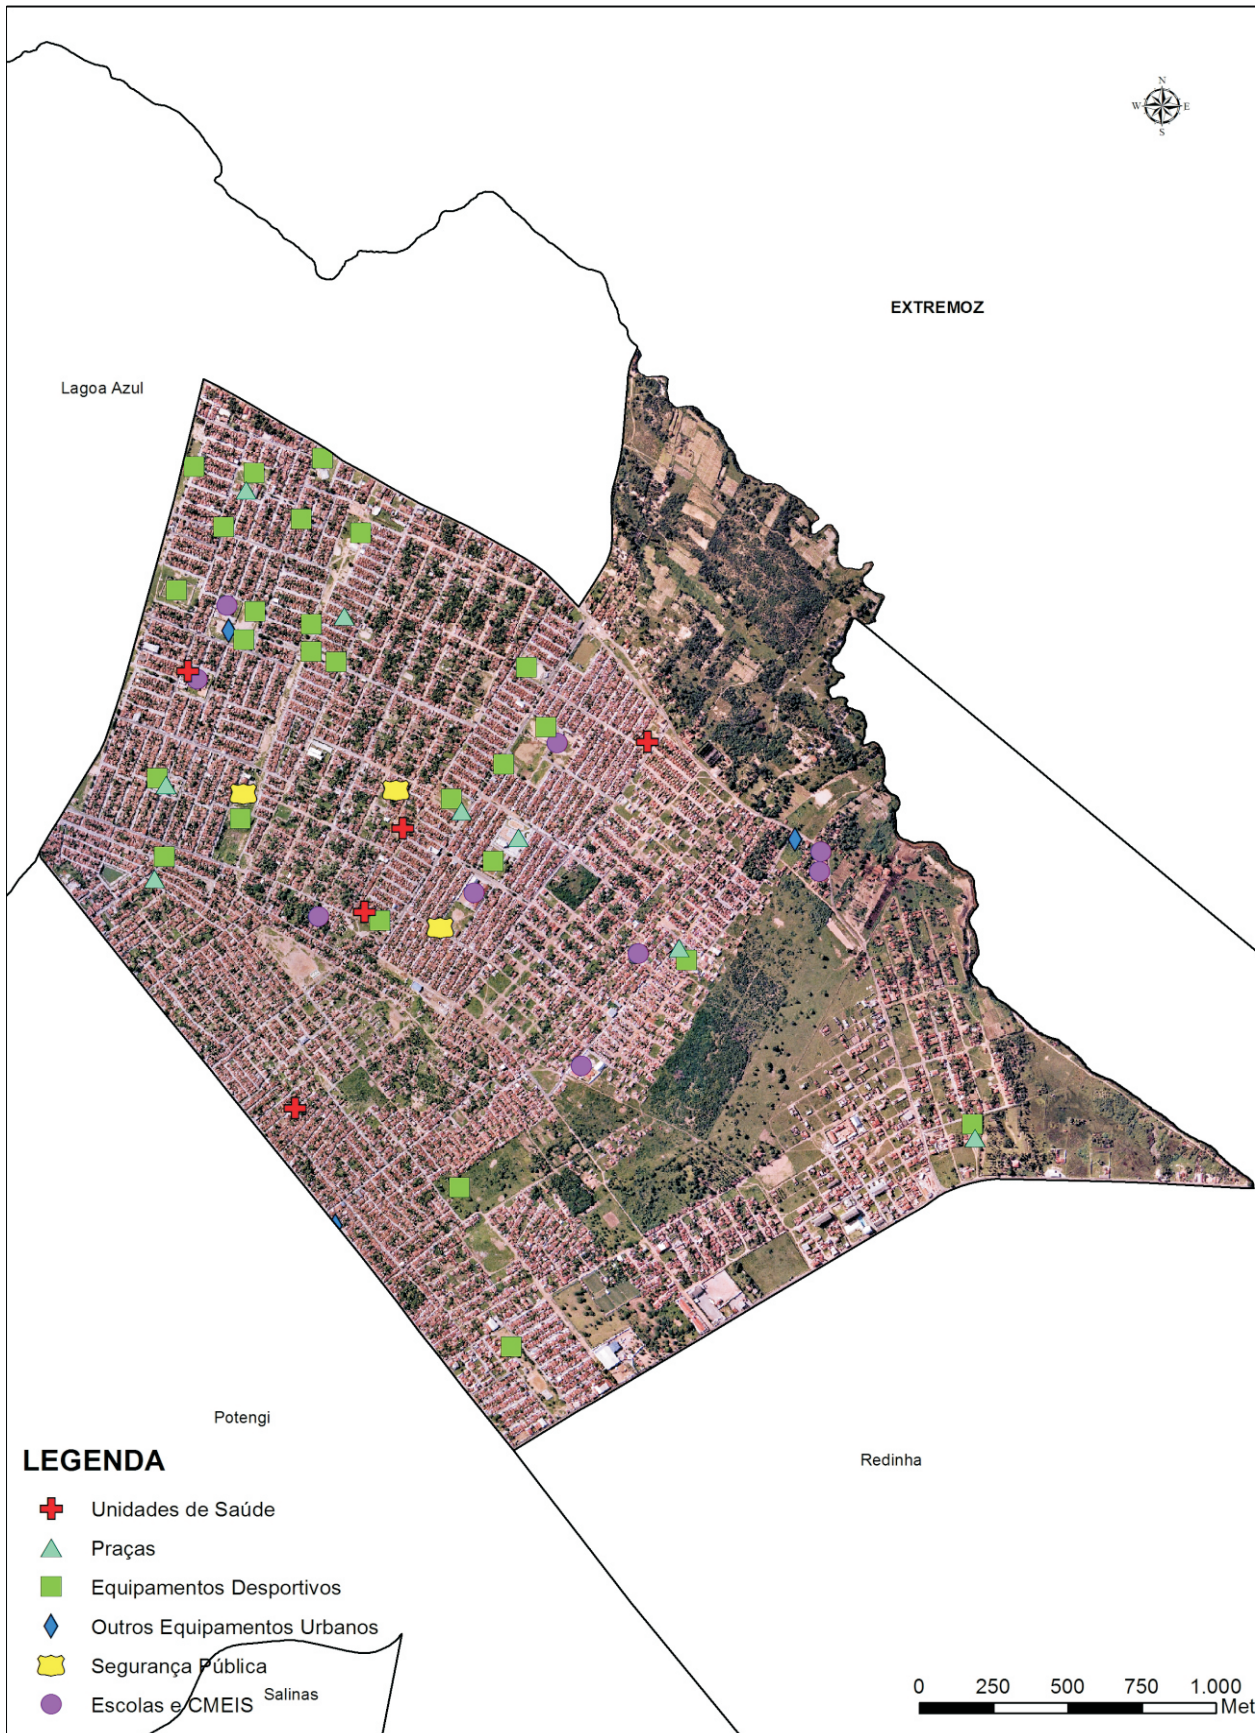 N
W E
S
EXTREMOZ
Lagoa Azul
Potengi
Redinha
LEGENDA
Unidades de Saúde
Praças
Equipamentos Desportivos
Outros Equipamentos Urbanos
Segurança Pública
Escolas e CMEIS
Salinas
0 250 500 750 1.000
Met